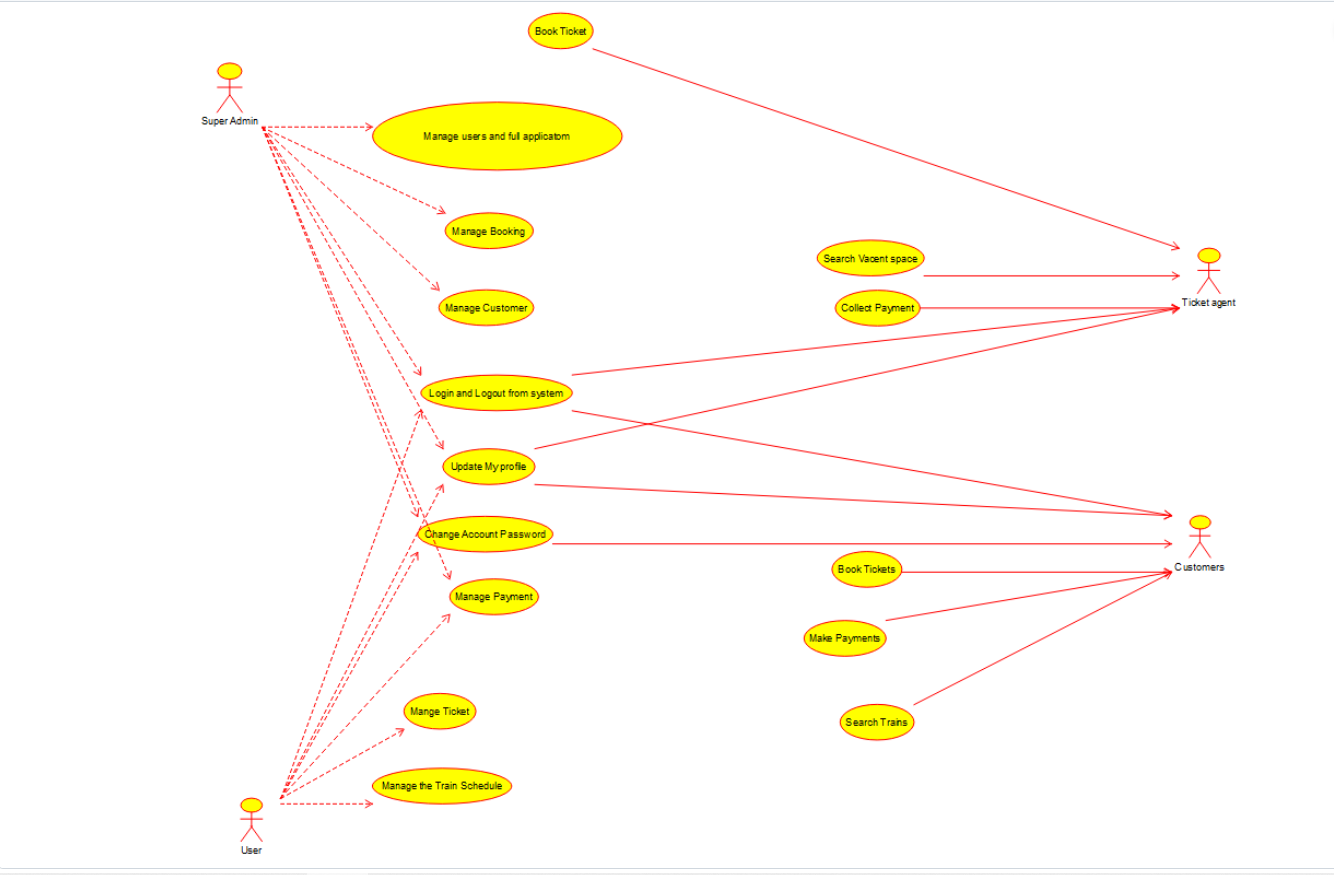 Book Ticket
Super Admin
Manage users and full applicatom
Manage Booking
Search Vacent space
Ticket agent
Manage Customer
Collect Payment
Login and Logout from system
Update My profile
Change Account Password
Customers
Book Tickets
Manage Payment
Make Payments
Mange Ticket
Search Trains
Manage the Train Schedule
User